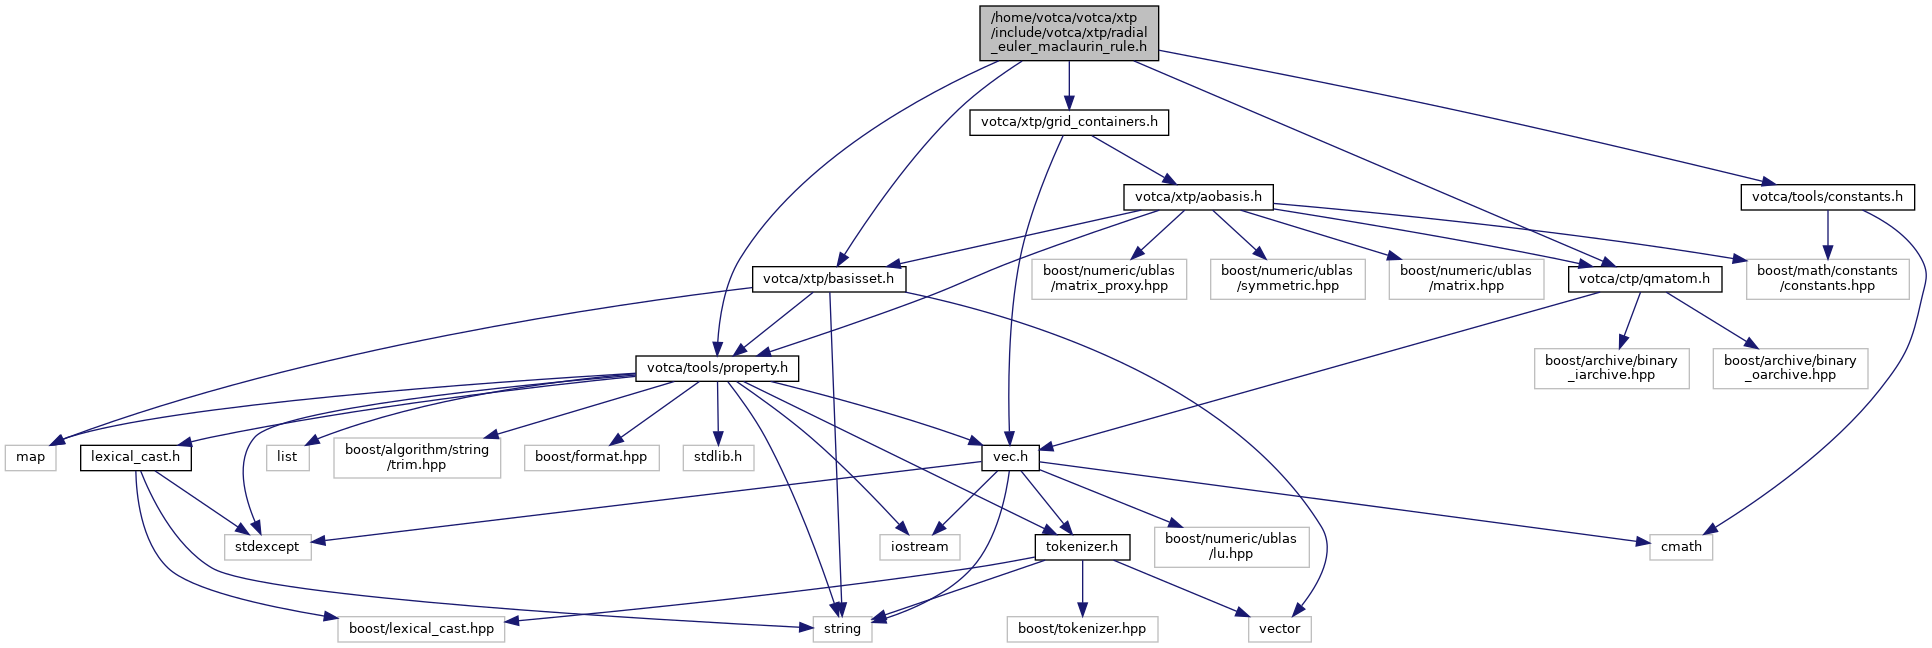 /home/votca/votca/xtp
/include/votca/xtp/radial
_euler_maclaurin_rule.h
votca/xtp/grid_containers.h
votca/xtp/aobasis.h
votca/tools/constants.h
votca/xtp/basisset.h
boost/numeric/ublas
/matrix_proxy.hpp
boost/numeric/ublas
/symmetric.hpp
boost/numeric/ublas
/matrix.hpp
votca/ctp/qmatom.h
boost/math/constants
/constants.hpp
votca/tools/property.h
boost/archive/binary
_iarchive.hpp
boost/archive/binary
_oarchive.hpp
map
lexical_cast.h
list
boost/algorithm/string
/trim.hpp
boost/format.hpp
stdlib.h
vec.h
stdexcept
iostream
tokenizer.h
boost/numeric/ublas
/lu.hpp
cmath
boost/lexical_cast.hpp
string
boost/tokenizer.hpp
vector